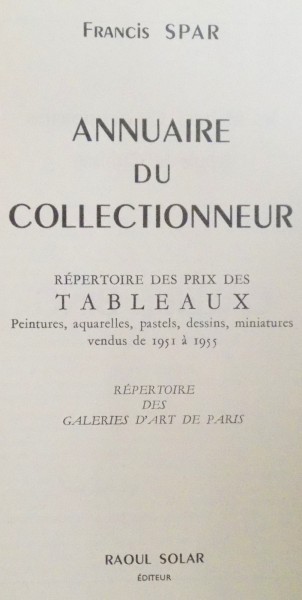 Francis SPAR
ANNUAIRE
DU
COLLECTIONNEUR
RÉPERTOIRE DES PRIX DES
TABLEAUX
Peintures, aquarelles, pastels, dessins, miniatures
vendus de 1951 à 1955
RÉPERTOIRE
DES
GALERIES D'ART DE PARIS
RAOUL SOLAR
ÉDITEUR